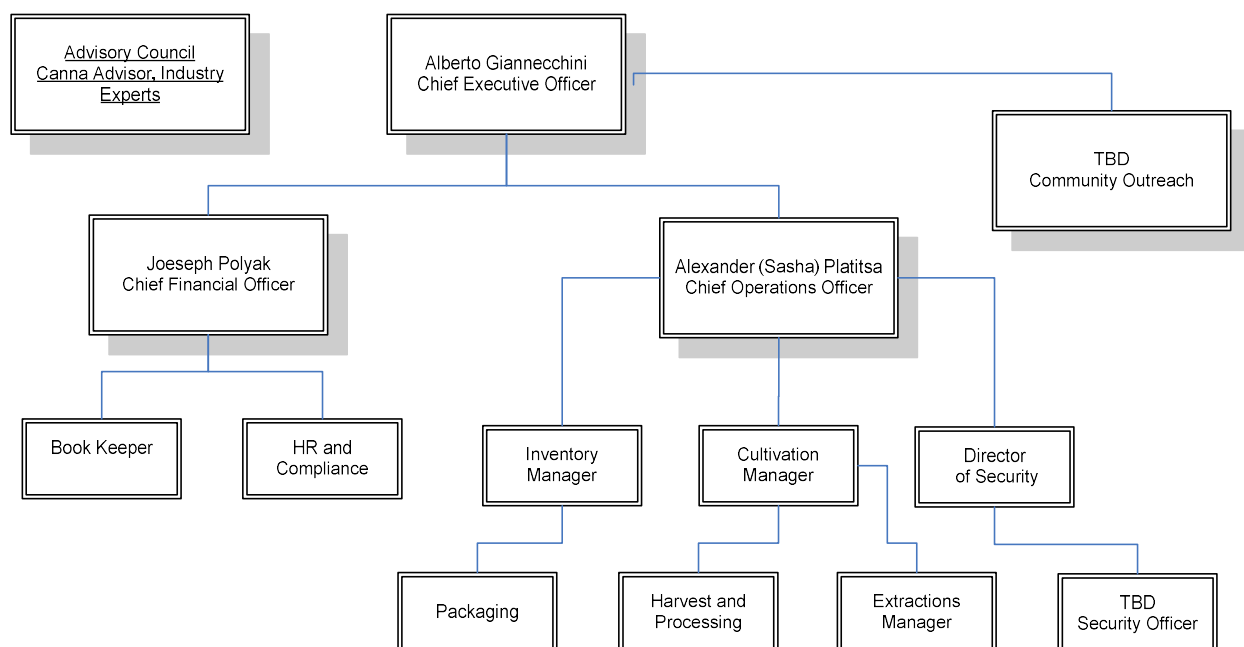 Advisory Council
Canna Advisor, Industry
Experts
Alberto Giannecchini
Chief Executive Officer
TBD
Community Outreach
Joeseph Polyak
Chief Financial Officer
Alexander (Sasha) Platitsa
Chief Operations Officer
Book Keeper
HR and
Compliance
Inventory
Manager
Cultivation
Manager
Director
of Security
Packaging
Harvest and
Processing
Extractions
Manager
TBD
Security Officer